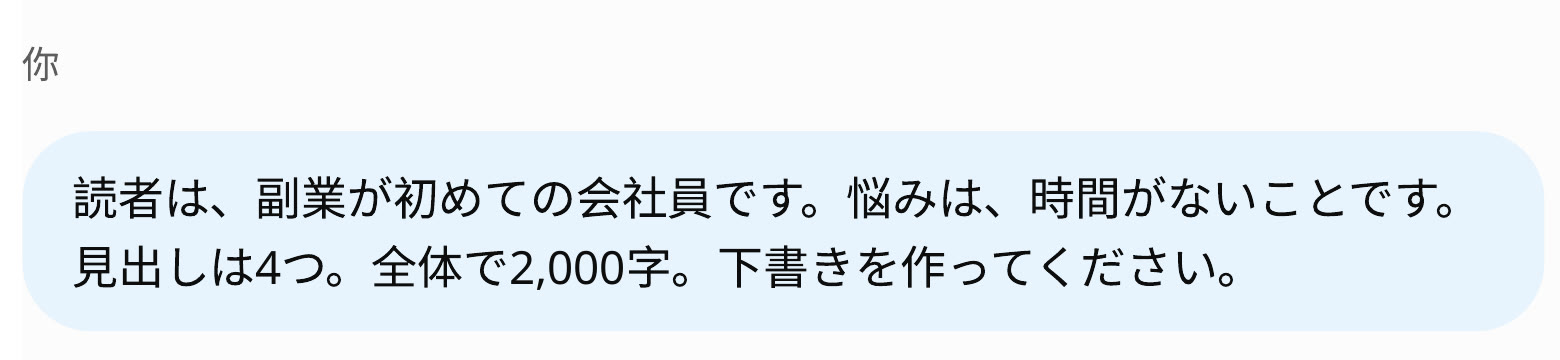 你
読者は、副業が初めての会社員です。悩みは、時間がないことです。
見出しは4つ。全体で2,000字。下書きを作ってください。